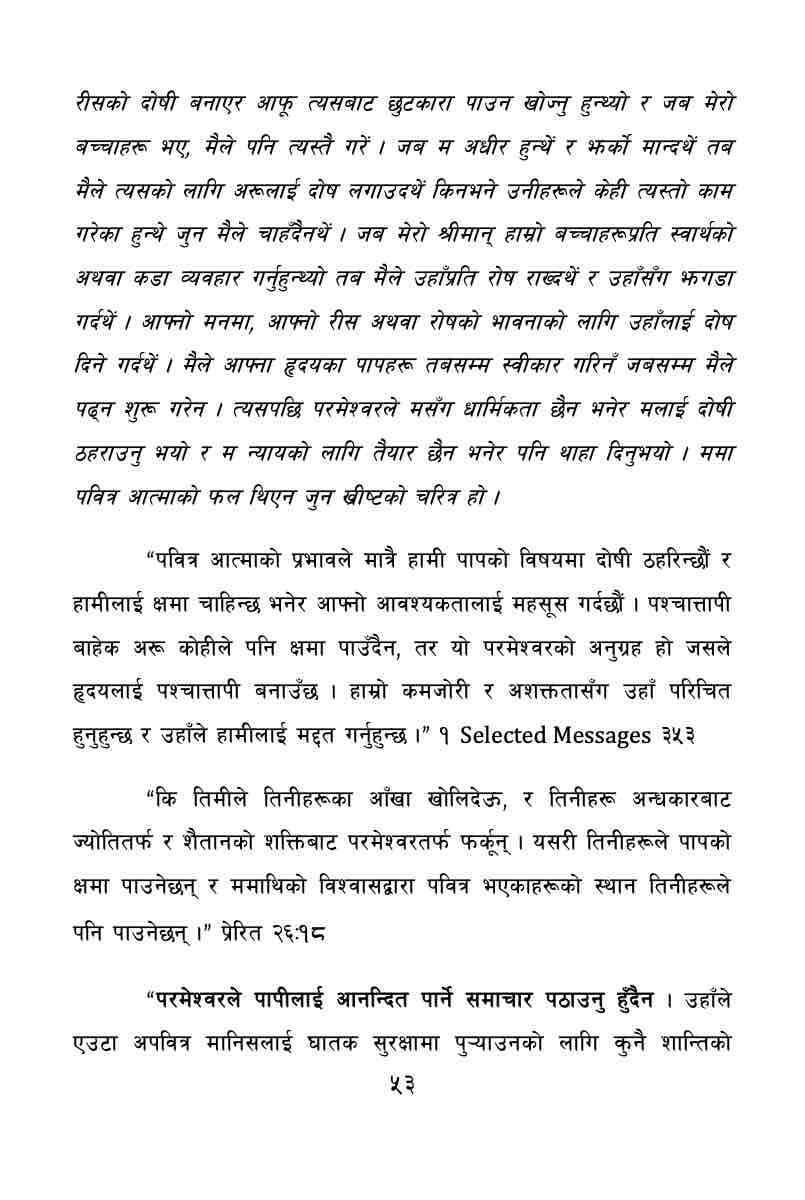 रीसको दोषी बनाएर आफू त्यसबाट छुटकारा पाउन खोज्नु हुन्थ्यो र जब मेरो
बच्चाहरू भए, मैले पनि त्यस्तै गरें । जब म अधीर हुन्थें र झर्को मान्दथें तब
मैले त्यसको लागि अरूलाई दोष लगाउदथें किनभने उनीहरूले केही त्यस्तो काम
गरेका हुन्थे जुन मैले चाहँदैनथें । जब मेरो श्रीमान् हाम्रो बच्चाहरूप्रति स्वार्थको
अथवा कडा व्यवहार गर्नुहुन्थ्यो तब मैले उहाँप्रति रोष राख्दथें र उहाँसँग झगडा
गर्दथें । आफ्नो मनमा, आफ्नो रीस अथवा रोषको भावनाको लागि उहाँलाई दोष
दिने गर्दथें । मैले आफ्ना हृदयका पापहरू तबसम्म स्वीकार गरिनँ जबसम्म मैले
पढ्न शुरू गरेन । त्यसपछि परमेश्वरले मसँग धार्मिकता छैन भनेर मलाई दोषी
ठहराउनु भयो र म न्यायको लागि तैयार छैन भनेर पनि थाहा दिनुभयो । ममा
पवित्र आत्माको फल थिएन जुन ख्रीष्टको चरित्र हो ।
“पवित्र आत्माको प्रभावले मात्रै हामी पापको विषयमा दोषी ठहरिन्छौं र
हामीलाई क्षमा चाहिन्छ भनेर आफ्नो आवश्यकतालाई महसूस गर्दछौं । पश्चात्तापी
बाहेक अरू कोहीले पनि क्षमा पाउँदैन, तर यो परमेश्वरको अनुग्रह हो जसले
हृदयलाई पश्चात्तापी बनाउँछ । हाम्रो कमजोरी र अशक्ततासँग उहाँ परिचित
हुनुहुन्छ र उहाँले हामीलाई मद्दत गर्नुहुन्छ ।” १ Selected Messages ३५३
“कि तिमीले तिनीहरूका आँखा खोलिदेऊ, र तिनीहरू अन्धकारबाट
ज्योतितर्फ र शैतानको शक्तिबाट परमेश्वरतर्फ फर्कून् । यसरी तिनीहरूले पापको
क्षमा पाउनेछन् र ममाथिको विश्वासद्वारा पवित्र भएकाहरूको स्थान तिनीहरूले
पनि पाउनेछन् ।” प्रेरित २६:१८
“परमेश्वरले पापीलाई आनन्दित पार्ने समाचार पठाउनु हुँदैन । उहाँले
एउटा अपवित्र मानिसलाई घातक सुरक्षामा पुऱ्याउनको लागि कुनै शान्तिको
५३